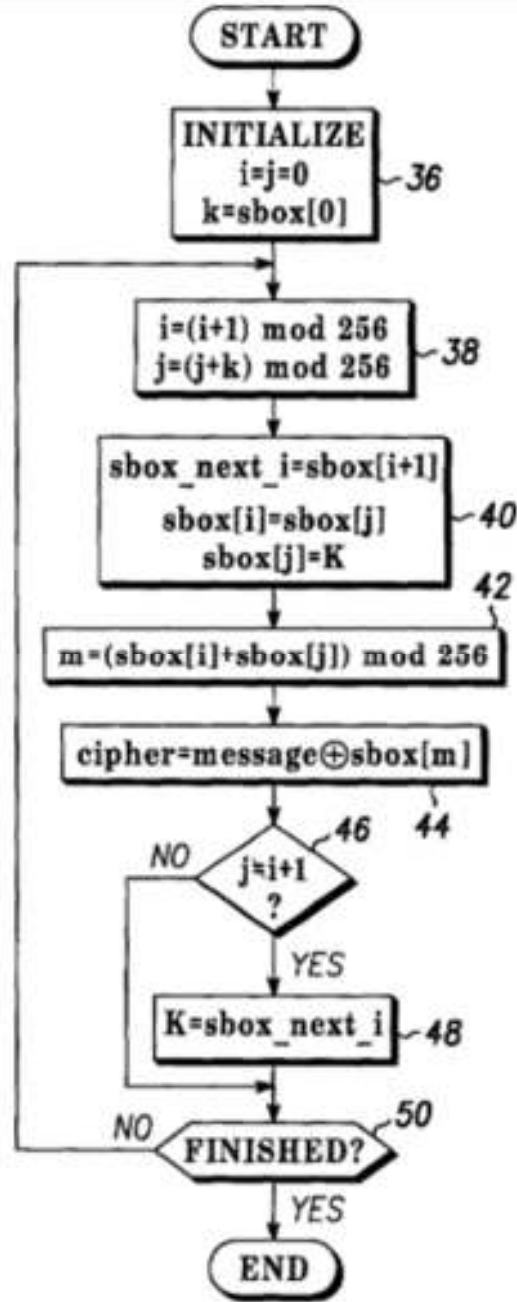 START
INITIALIZE
i=j=0
k=sbox[0]
36
i=(i+1) mod 256
j=(j+k) mod 256
38
sbox_next_i=sbox[i+1]
sbox[i]=sbox[j]
sbox[j]=K
40
42
m=(sbox[i]+sbox[j]) mod 256
cipher=message⊕sbox[m]
44
46
NO
j≒i+1
?
YES
K=sbox_next_i
48
50
NO
FINISHED?
YES
END